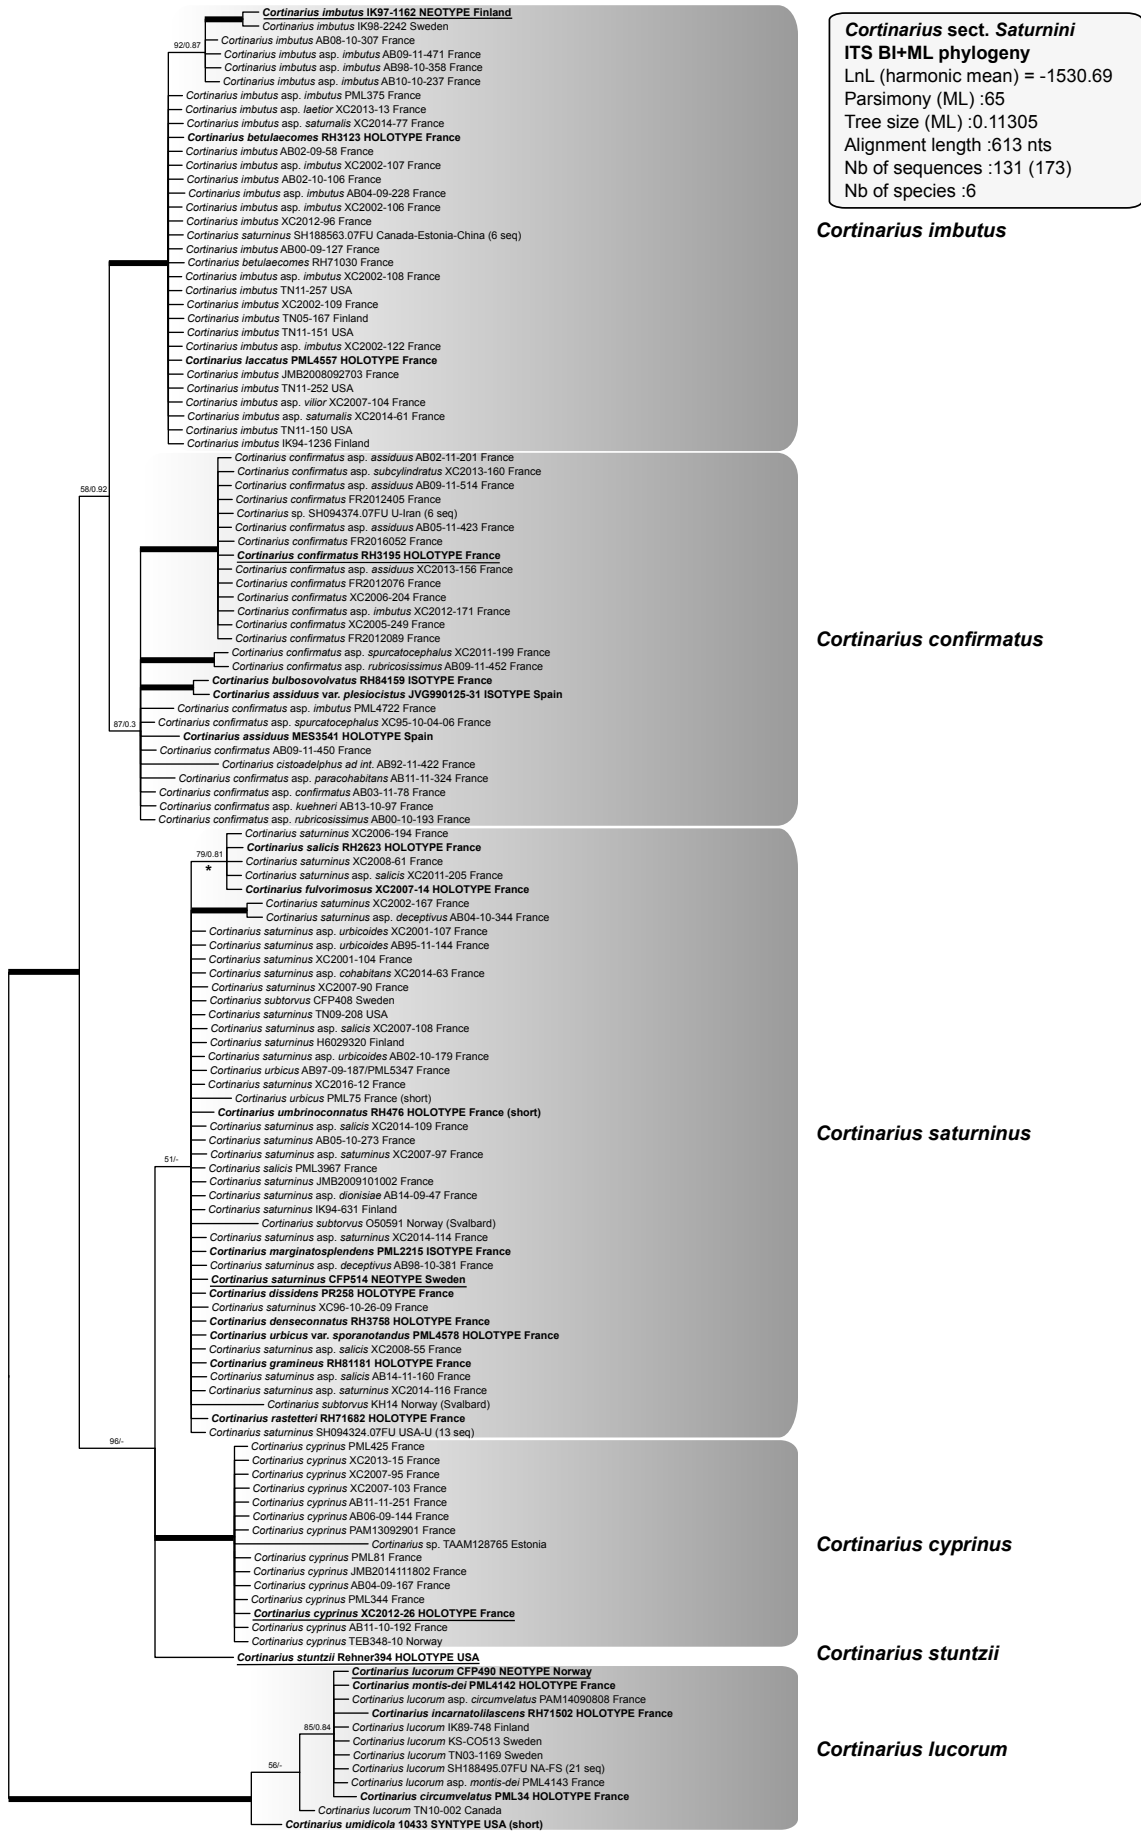 Cortinarius sect. Saturnini
ITS BI+ML phylogeny
LnL (harmonic mean) = -1530.69
Parsimony (ML) :65
Tree size (ML) :0.11305
Alignment length :613 nts
Nb of sequences :131 (173)
Nb of species :6
Cortinarius imbutus IK97-1162 NEOTYPE Finland
Cortinarius imbutus IK98-2242 Sweden
92/0.87
Cortinarius imbutus AB08-10-307 France
Cortinarius imbutus asp. imbutus AB09-11-471 France
Cortinarius imbutus asp. imbutus AB98-10-358 France
Cortinarius imbutus asp. imbutus AB10-10-237 France
Cortinarius imbutus asp. imbutus PML375 France
Cortinarius imbutus asp. laetior XC2013-13 France
Cortinarius imbutus asp. saturnalis XC2014-77 France
Cortinarius betulaecomes RH3123 HOLOTYPE France
Cortinarius imbutus AB02-09-58 France
Cortinarius imbutus asp. imbutus XC2002-107 France
Cortinarius imbutus AB02-10-106 France
Cortinarius imbutus asp. imbutus AB04-09-228 France
Cortinarius imbutus asp. imbutus XC2002-106 France
Cortinarius imbutus XC2012-96 France
Cortinarius imbutus
Cortinarius saturninus SH188563.07FU Canada-Estonia-China (6 seq)
Cortinarius imbutus AB00-09-127 France
Cortinarius betulaecomes RH71030 France
Cortinarius imbutus asp. imbutus XC2002-108 France
Cortinarius imbutus TN11-257 USA
Cortinarius imbutus XC2002-109 France
Cortinarius imbutus TN05-167 Finland
Cortinarius imbutus TN11-151 USA
Cortinarius imbutus asp. imbutus XC2002-122 France
Cortinarius laccatus PML4557 HOLOTYPE France
Cortinarius imbutus JMB2008092703 France
Cortinarius imbutus TN11-252 USA
Cortinarius imbutus asp. vilior XC2007-104 France
Cortinarius imbutus asp. saturnalis XC2014-61 France
Cortinarius imbutus TN11-150 USA
Cortinarius imbutus IK94-1236 Finland
Cortinarius confirmatus asp. assiduus AB02-11-201 France
Cortinarius confirmatus asp. subcylindratus XC2013-160 France
Cortinarius confirmatus asp. assiduus AB09-11-514 France
58/0.92
Cortinarius confirmatus FR2012405 France
Cortinarius sp. SH094374.07FU U-Iran (6 seq)
Cortinarius confirmatus asp. assiduus AB05-11-423 France
Cortinarius confirmatus FR2016052 France
Cortinarius confirmatus RH3195 HOLOTYPE France
Cortinarius confirmatus asp. assiduus XC2013-156 France
Cortinarius confirmatus FR2012076 France
Cortinarius confirmatus XC2006-204 France
Cortinarius confirmatus asp. imbutus XC2012-171 France
Cortinarius confirmatus XC2005-249 France
Cortinarius confirmatus FR2012089 France
Cortinarius confirmatus
Cortinarius confirmatus asp. spurcatocephalus XC2011-199 France
Cortinarius confirmatus asp. rubricosissimus AB09-11-452 France
Cortinarius bulbosovolvatus RH84159 ISOTYPE France
Cortinarius assiduus var. plesiocistus JVG990125-31 ISOTYPE Spain
Cortinarius confirmatus asp. imbutus PML4722 France
Cortinarius confirmatus asp. spurcatocephalus XC95-10-04-06 France
87/0.3
Cortinarius assiduus MES3541 HOLOTYPE Spain
Cortinarius confirmatus AB09-11-450 France
Cortinarius cistoadelphus ad int. AB92-11-422 France
Cortinarius confirmatus asp. paracohabitans AB11-11-324 France
Cortinarius confirmatus asp. confirmatus AB03-11-78 France
Cortinarius confirmatus asp. kuehneri AB13-10-97 France
Cortinarius confirmatus asp. rubricosissimus AB00-10-193 France
Cortinarius saturninus XC2006-194 France
Cortinarius salicis RH2623 HOLOTYPE France
79/0.81
*
Cortinarius saturninus XC2008-61 France
Cortinarius saturninus asp. salicis XC2011-205 France
Cortinarius fulvorimosus XC2007-14 HOLOTYPE France
Cortinarius saturninus XC2002-167 France
Cortinarius saturninus asp. deceptivus AB04-10-344 France
Cortinarius saturninus asp. urbicoides XC2001-107 France
Cortinarius saturninus asp. urbicoides AB95-11-144 France
Cortinarius saturninus XC2001-104 France
Cortinarius saturninus asp. cohabitans XC2014-63 France
Cortinarius saturninus XC2007-90 France
Cortinarius subtorvus CFP408 Sweden
Cortinarius saturninus TN09-208 USA
Cortinarius saturninus asp. salicis XC2007-108 France
Cortinarius saturninus H6029320 Finland
Cortinarius saturninus asp. urbicoides AB02-10-179 France
Cortinarius urbicus AB97-09-187/PML5347 France
Cortinarius saturninus XC2016-12 France
Cortinarius urbicus PML75 France (short)
Cortinarius umbrinoconnatus RH476 HOLOTYPE France (short)
Cortinarius saturninus asp. salicis XC2014-109 France
Cortinarius saturninus
Cortinarius saturninus AB05-10-273 France
Cortinarius saturninus asp. saturninus XC2007-97 France
51/-
Cortinarius salicis PML3967 France
Cortinarius saturninus JMB2009101002 France
Cortinarius saturninus asp. dionisiae AB14-09-47 France
Cortinarius saturninus IK94-631 Finland
Cortinarius subtorvus O50591 Norway (Svalbard)
Cortinarius saturninus asp. saturninus XC2014-114 France
Cortinarius marginatosplendens PML2215 ISOTYPE France
Cortinarius saturninus asp. deceptivus AB98-10-381 France
Cortinarius saturninus CFP514 NEOTYPE Sweden
Cortinarius dissidens PR258 HOLOTYPE France
Cortinarius saturninus XC96-10-26-09 France
Cortinarius denseconnatus RH3758 HOLOTYPE France
Cortinarius urbicus var. sporanotandus PML4578 HOLOTYPE France
Cortinarius saturninus asp. salicis XC2008-55 France
Cortinarius gramineus RH81181 HOLOTYPE France
Cortinarius saturninus asp. salicis AB14-11-160 France
Cortinarius saturninus asp. saturninus XC2014-116 France
Cortinarius subtorvus KH14 Norway (Svalbard)
Cortinarius rastetteri RH71682 HOLOTYPE France
Cortinarius saturninus SH094324.07FU USA-U (13 seq)
96/-
Cortinarius cyprinus PML425 France
Cortinarius cyprinus XC2013-15 France
Cortinarius cyprinus XC2007-95 France
Cortinarius cyprinus XC2007-103 France
Cortinarius cyprinus AB11-11-251 France
Cortinarius cyprinus AB06-09-144 France
Cortinarius cyprinus PAM13092901 France
Cortinarius sp. TAAM128765 Estonia
Cortinarius cyprinus
Cortinarius cyprinus PML81 France
Cortinarius cyprinus JMB2014111802 France
Cortinarius cyprinus AB04-09-167 France
Cortinarius cyprinus PML344 France
Cortinarius cyprinus XC2012-26 HOLOTYPE France
Cortinarius cyprinus AB11-10-192 France
Cortinarius cyprinus TEB348-10 Norway
Cortinarius stuntzii Rehner394 HOLOTYPE USA
Cortinarius stuntzii
Cortinarius lucorum CFP490 NEOTYPE Norway
Cortinarius montis-dei PML4142 HOLOTYPE France
Cortinarius lucorum asp. circumvelatus PAM14090808 France
Cortinarius incarnatolilascens RH71502 HOLOTYPE France
85/0.84
Cortinarius lucorum IK89-748 Finland
Cortinarius lucorum KS-CO513 Sweden
Cortinarius lucorum
Cortinarius lucorum TN03-1169 Sweden
56/-
Cortinarius lucorum SH188495.07FU NA-FS (21 seq)
Cortinarius lucorum asp. montis-dei PML4143 France
Cortinarius circumvelatus PML34 HOLOTYPE France
Cortinarius lucorum TN10-002 Canada
Cortinarius umidicola 10433 SYNTYPE USA (short)